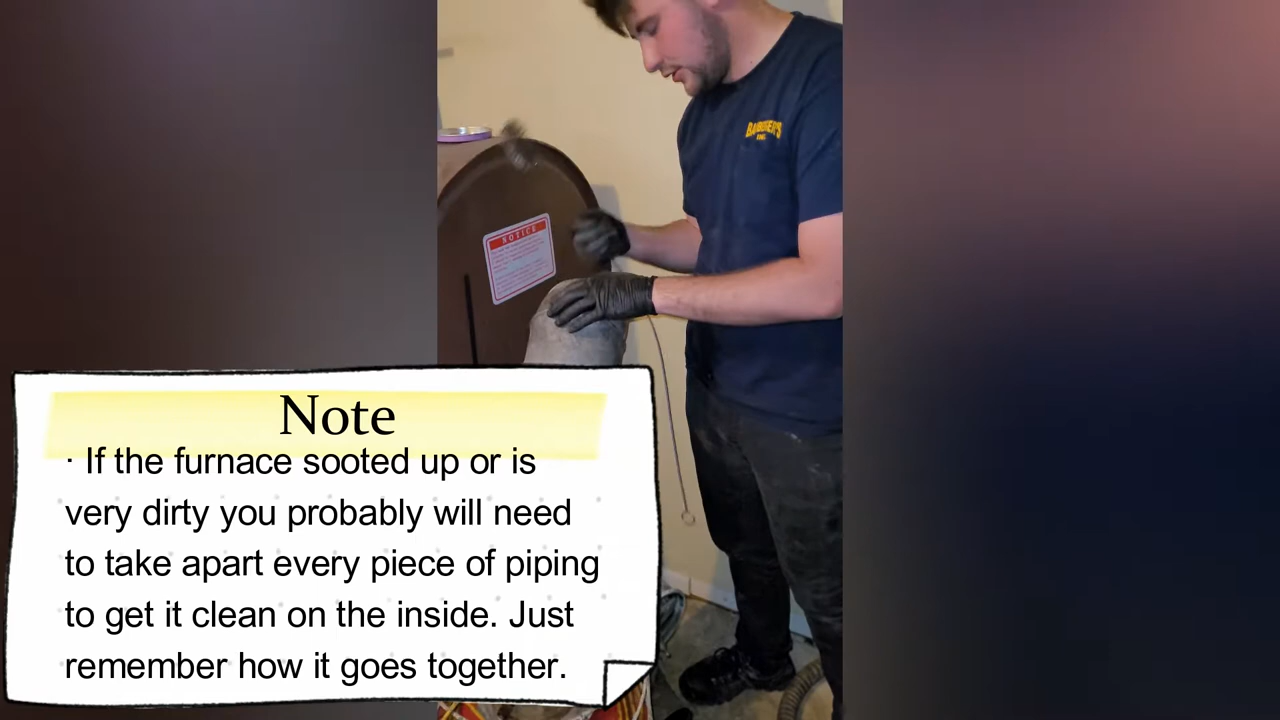 NOTICE
Note
· If the furnace sooted up or is
very dirty you probably will need
to take apart every piece of piping
to get it clean on the inside. Just
remember how it goes together.